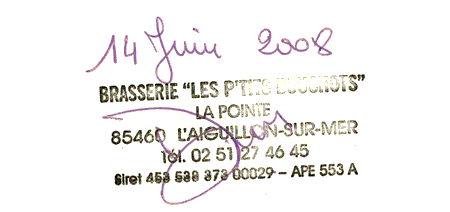 14 Juin 2008
BRASSERIE "LES P'TITS BOUCHOTS"
LA POINTE
85460 L'AIGUILLON-SUR-MER
Tél. 02 51 27 46 45
Siret 453 538 373 00029 - APE 553 A